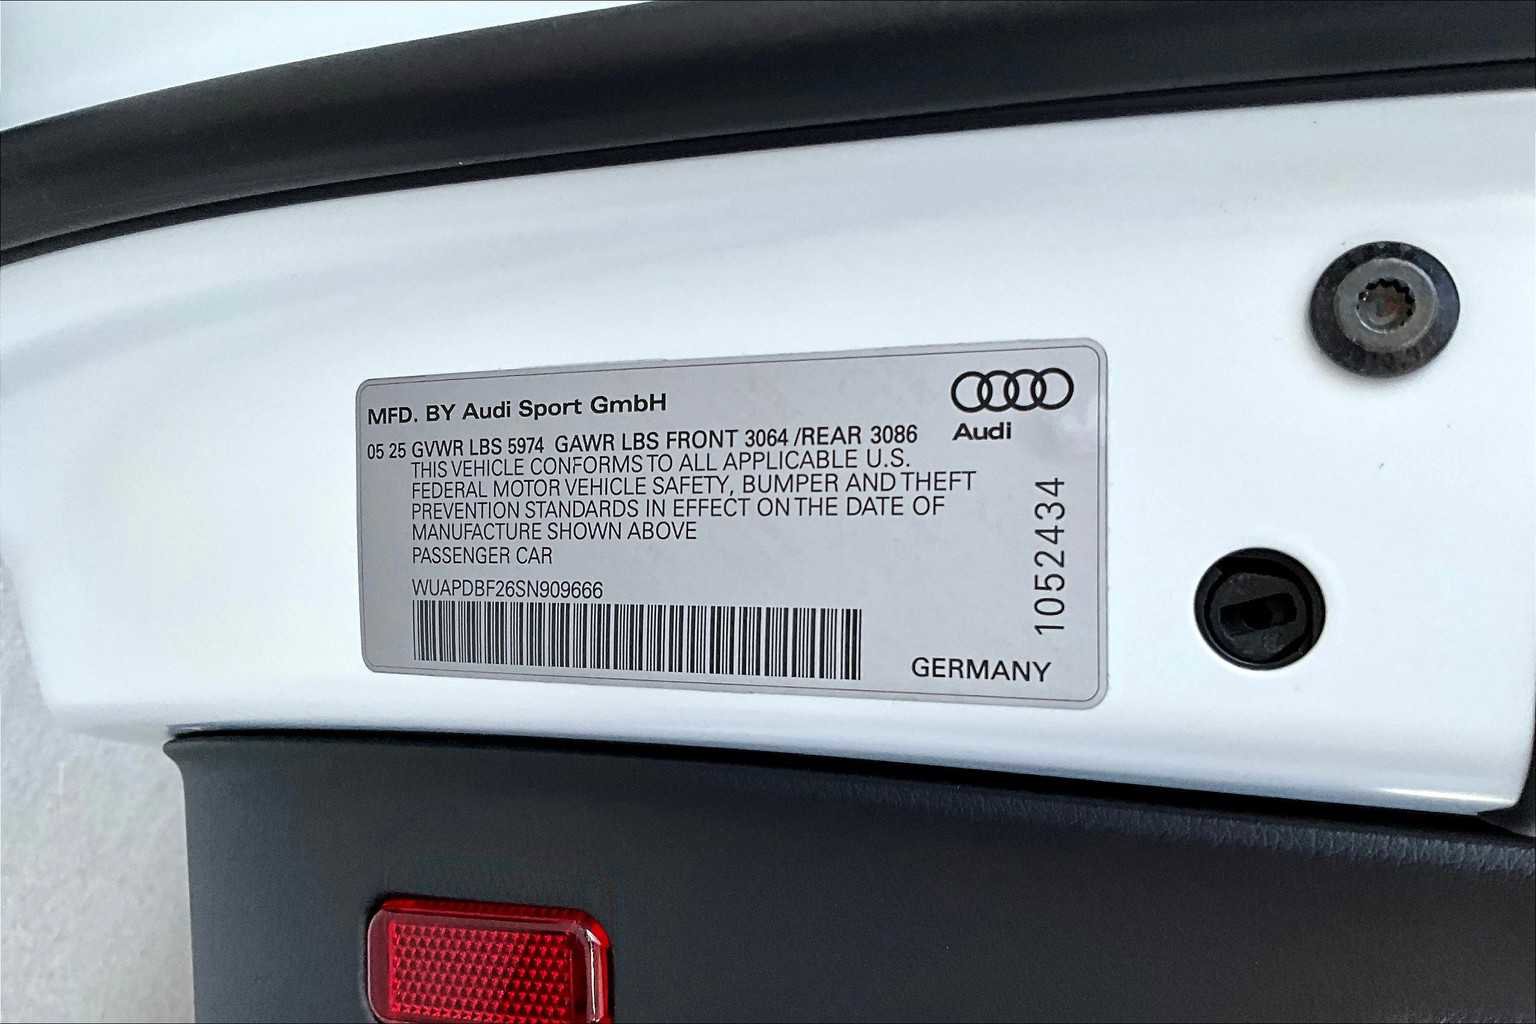 MFD. BY Audi Sport GmbH
Audi
05 25 GVWR LBS 5974 GAWR LBS FRONT 3064 /REAR 3086
THIS VEHICLE CONFORMS TO ALL APPLICABLE U.S.
FEDERAL MOTOR VEHICLE SAFETY, BUMPER AND THEFT
PREVENTION STANDARDS IN EFFECT ON THE DATE OF
MANUFACTURE SHOWN ABOVE
PASSENGER CAR
WUAPDBF26SN909666
1052434
GERMANY